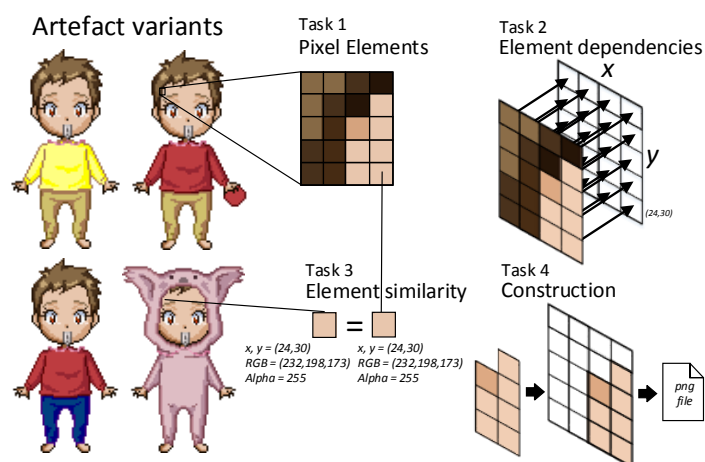 Artefact variants
Task 1
Pixel Elements
Task 2
Element dependencies
x
y
(24,30)
Task 3
Element similarity
=
x, y = (24,30)
RGB = (232,198,173)
Alpha = 255
x, y = (24,30)
RGB = (232,198,173)
Alpha = 255
Task 4
Construction
png
file